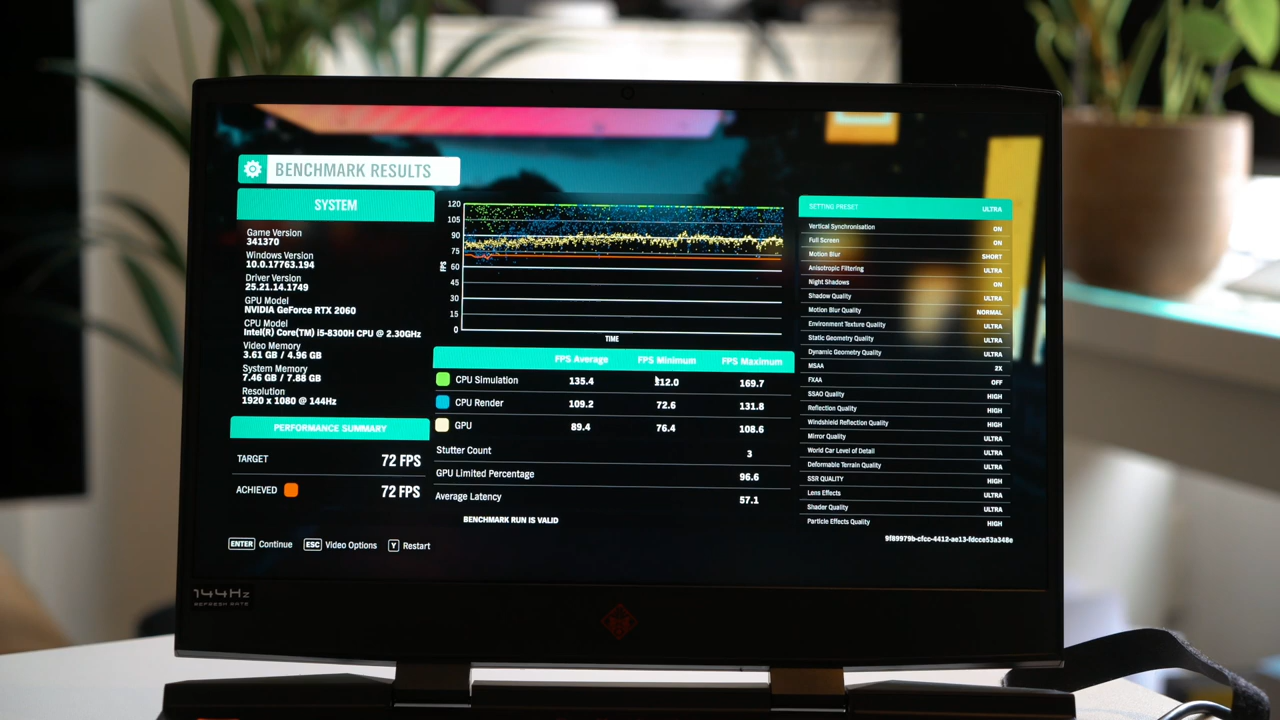 BENCHMARK RESULTS
SYSTEM
Game Version
341370
Windows Version
10.0.17763.194
Driver Version
25.21.14.1749
GPU Model
NVIDIA GeForce RTX 2060
CPU Model
Intel(R) Core(TM) i5-8300H CPU @ 2.30GHz
Video Memory
3.61 GB / 4.96 GB
System Memory
7.46 GB / 7.88 GB
Resolution
1920 x 1080 @ 144Hz
PERFORMANCE SUMMARY
TARGET 72 FPS
ACHIEVED 72 FPS
ENTER Continue ESC Video Options Y Restart
120
105
90
75
60
45
30
15
0
FPS
TIME
FPS Average FPS Minimum FPS Maximum
CPU Simulation 135.4 112.0 169.7
CPU Render 109.2 72.6 131.8
GPU 89.4 76.4 108.6
Stutter Count 3
GPU Limited Percentage 96.6
Average Latency 57.1
BENCHMARK RUN IS VALID
SETTING PRESET ULTRA
Vertical Synchronisation ON
Full Screen ON
Motion Blur SHORT
Anisotropic Filtering ULTRA
Night Shadows ON
Shadow Quality ULTRA
Motion Blur Quality NORMAL
Environment Texture Quality ULTRA
Static Geometry Quality ULTRA
Dynamic Geometry Quality ULTRA
MSAA 2X
FXAA OFF
SSAO Quality HIGH
Reflection Quality HIGH
Windshield Reflection Quality HIGH
Mirror Quality ULTRA
World Car Level of Detail ULTRA
Deformable Terrain Quality ULTRA
SSR QUALITY HIGH
Lens Effects ULTRA
Shader Quality ULTRA
Particle Effects Quality HIGH
9f89979b-cfcc-4412-ae13-fdcce53a348e
144Hz
REFRESH RATE